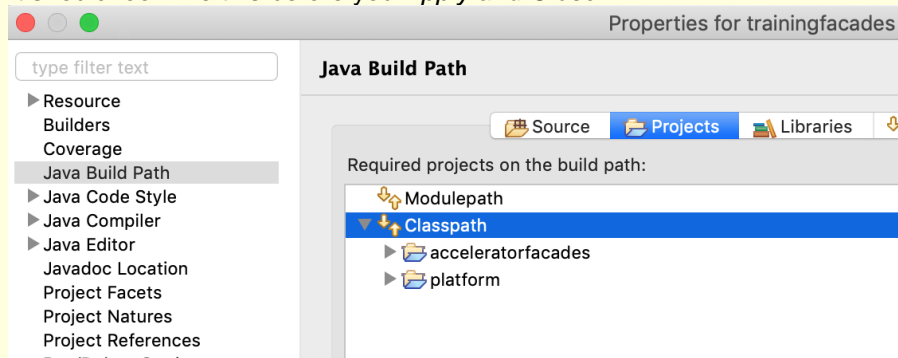 Properties for trainingfacades
type filter text
Resource
Builders
Coverage
Java Build Path
Java Code Style
Java Compiler
Java Editor
Javadoc Location
Project Facets
Project Natures
Project References
Java Build Path
Source
Projects
Libraries
Required projects on the build path:
Modulepath
Classpath
acceleratorfacades
platform